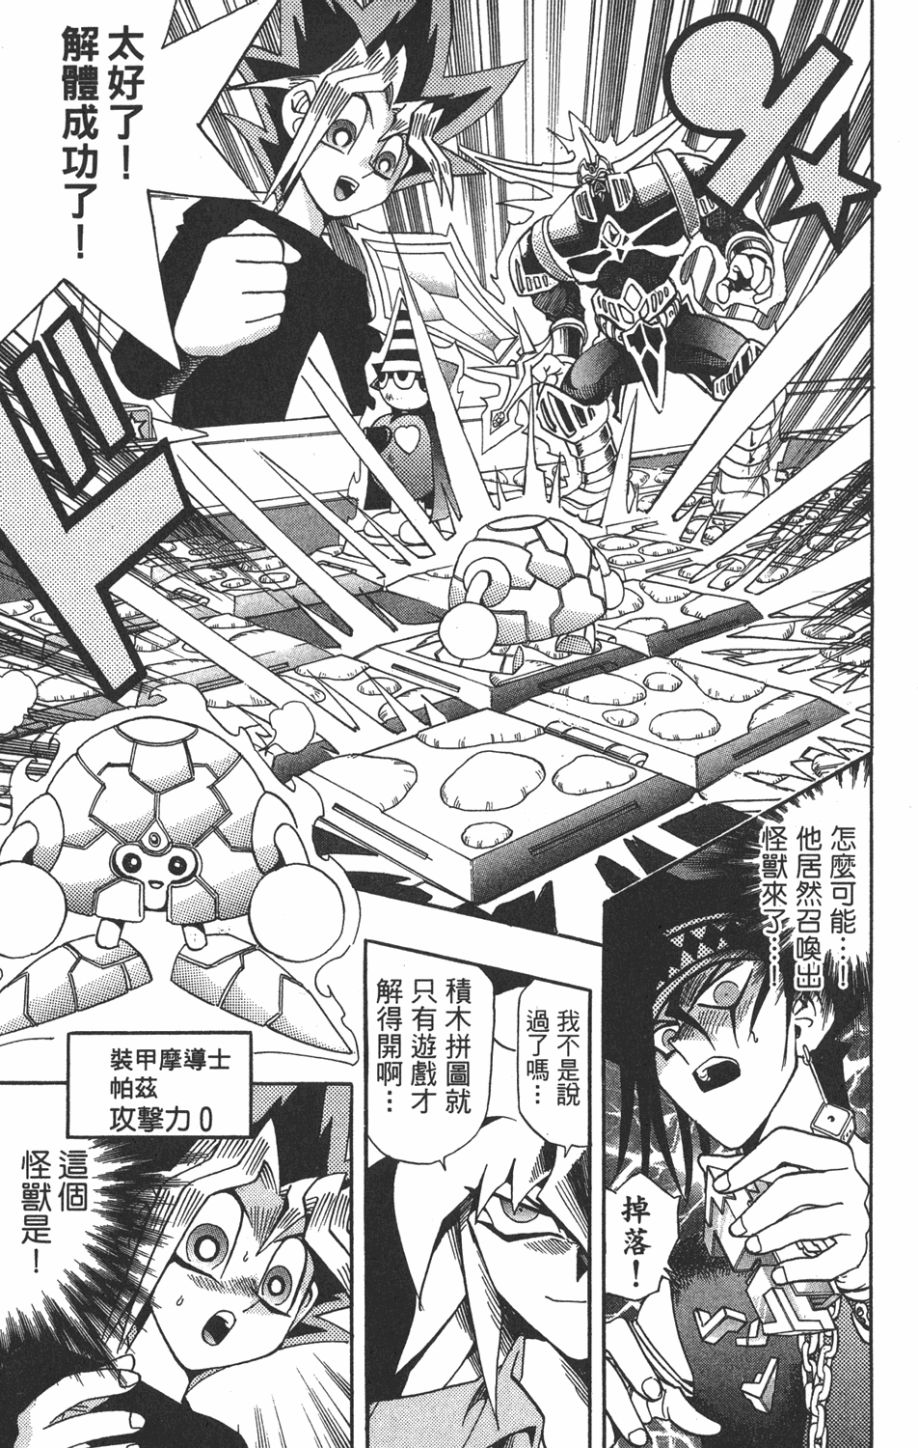 太好了！
解體成功了！
ド
怎麼可能…！
他居然召喚出
怪獸來了…！
掉落！
我不是說
過了嗎…
積木拼圖就
只有遊戲才
解得開啊…
裝甲摩導士
帕茲
攻擊力0
這個
怪獸是！